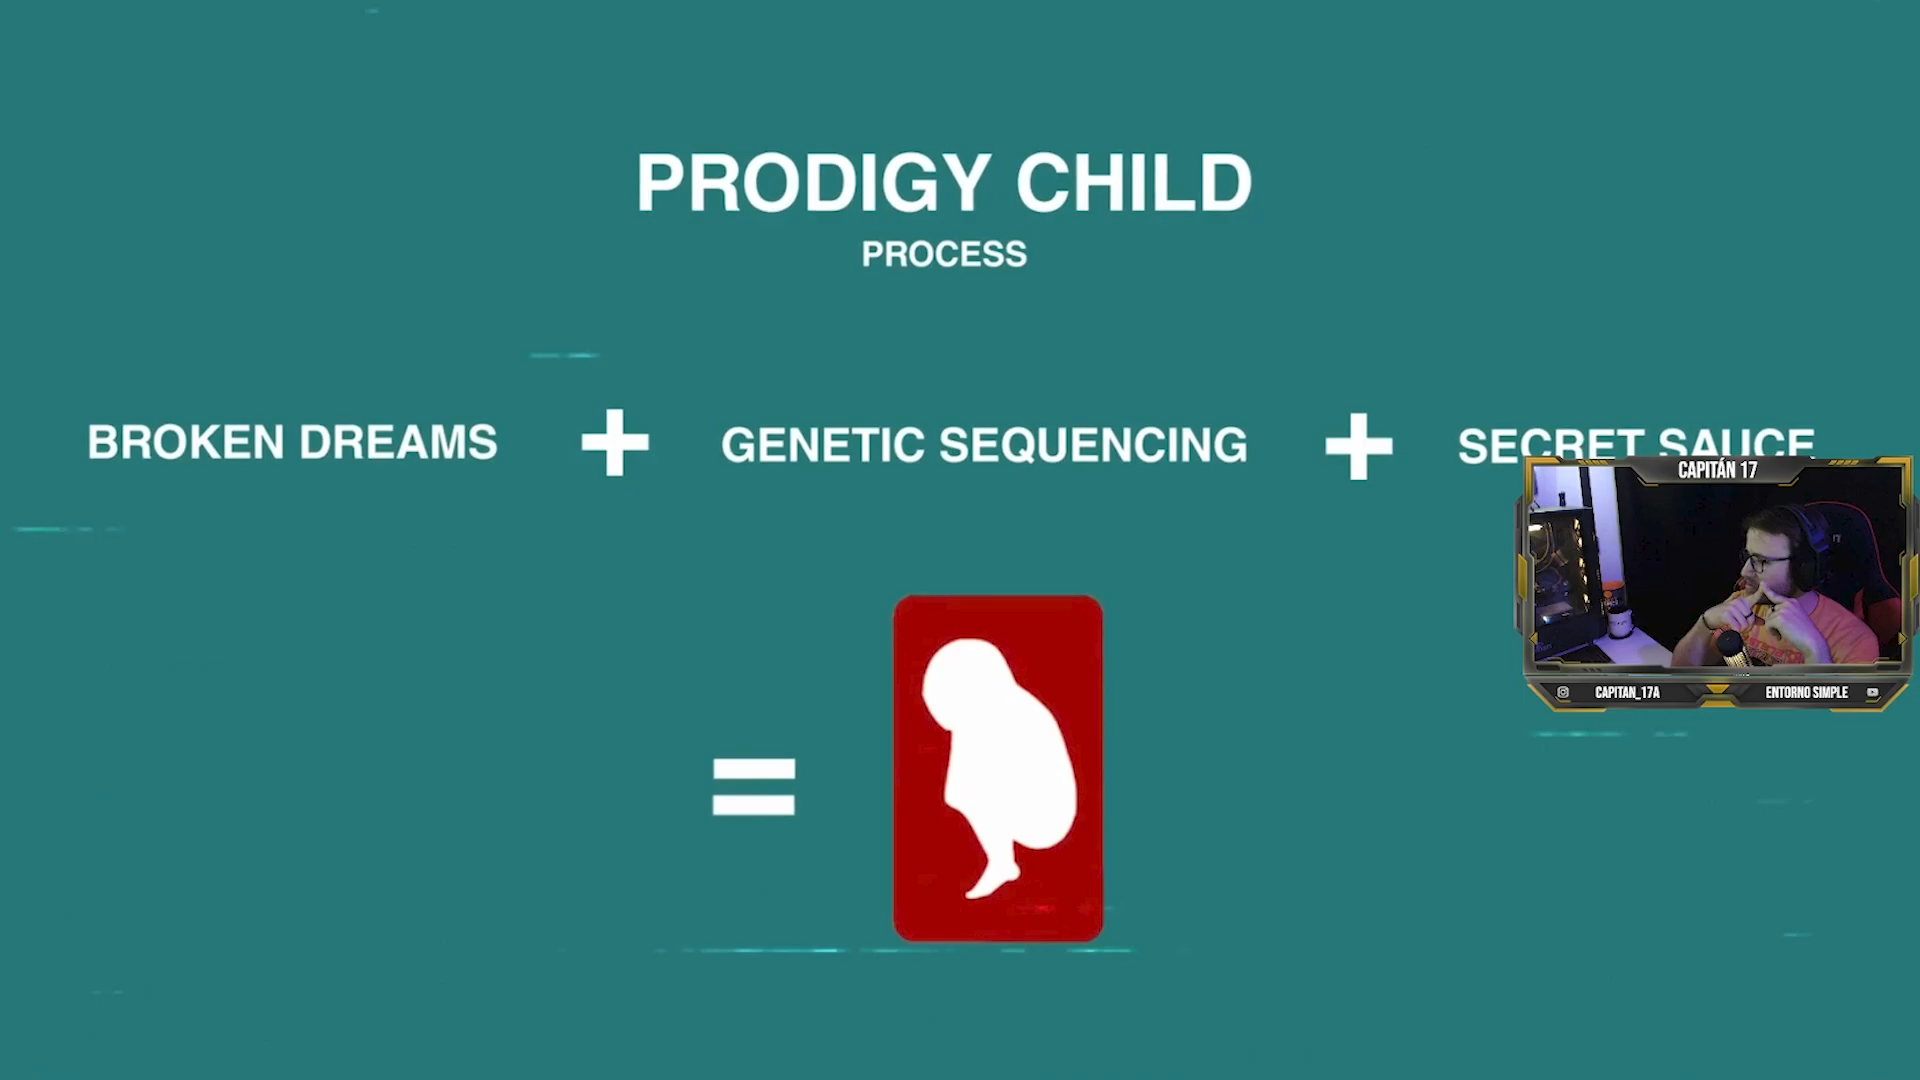 PRODIGY CHILD
PROCESS
BROKEN DREAMS + GENETIC SEQUENCING + SECRET SAUCE
=
CAPITÁN 17
CAPITAN_17A
ENTORNO SIMPLE